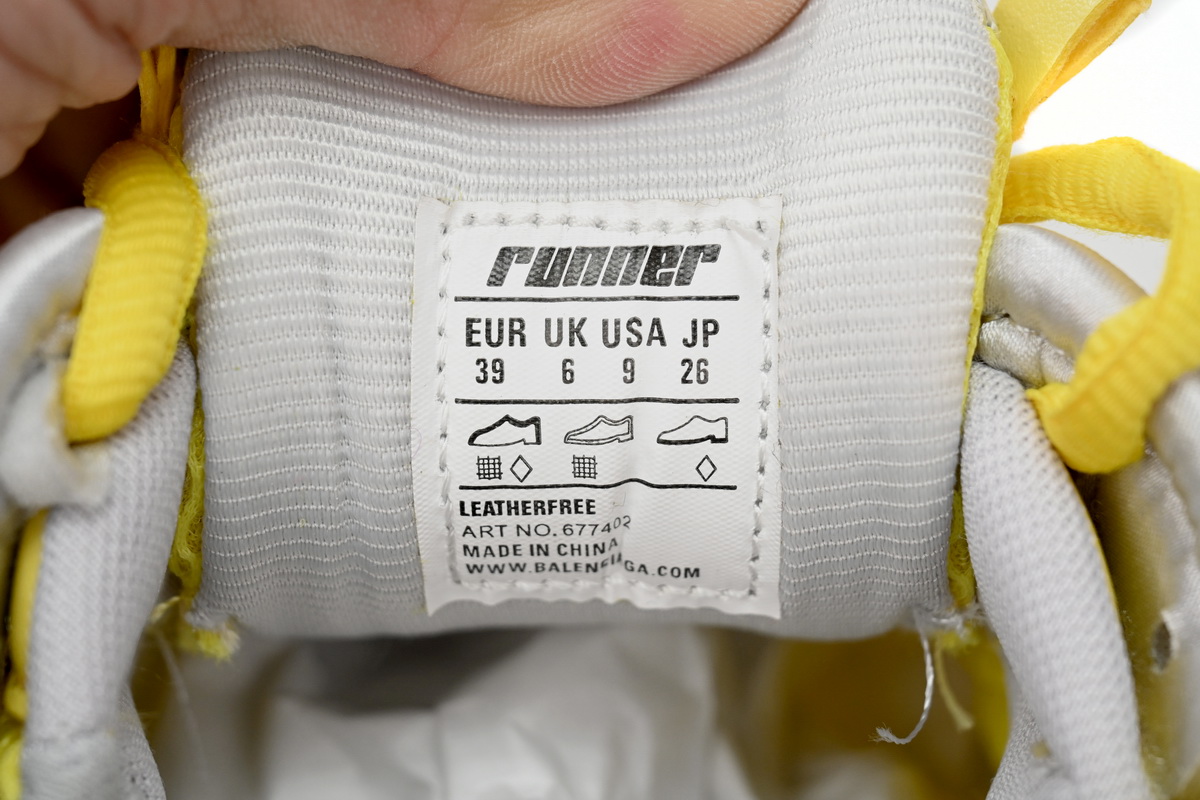 runner
EUR UK USA JP
39 6 9 26
LEATHERFREE
ART NO. 677402
MADE IN CHINA
WWW.BALENCIAGA.COM